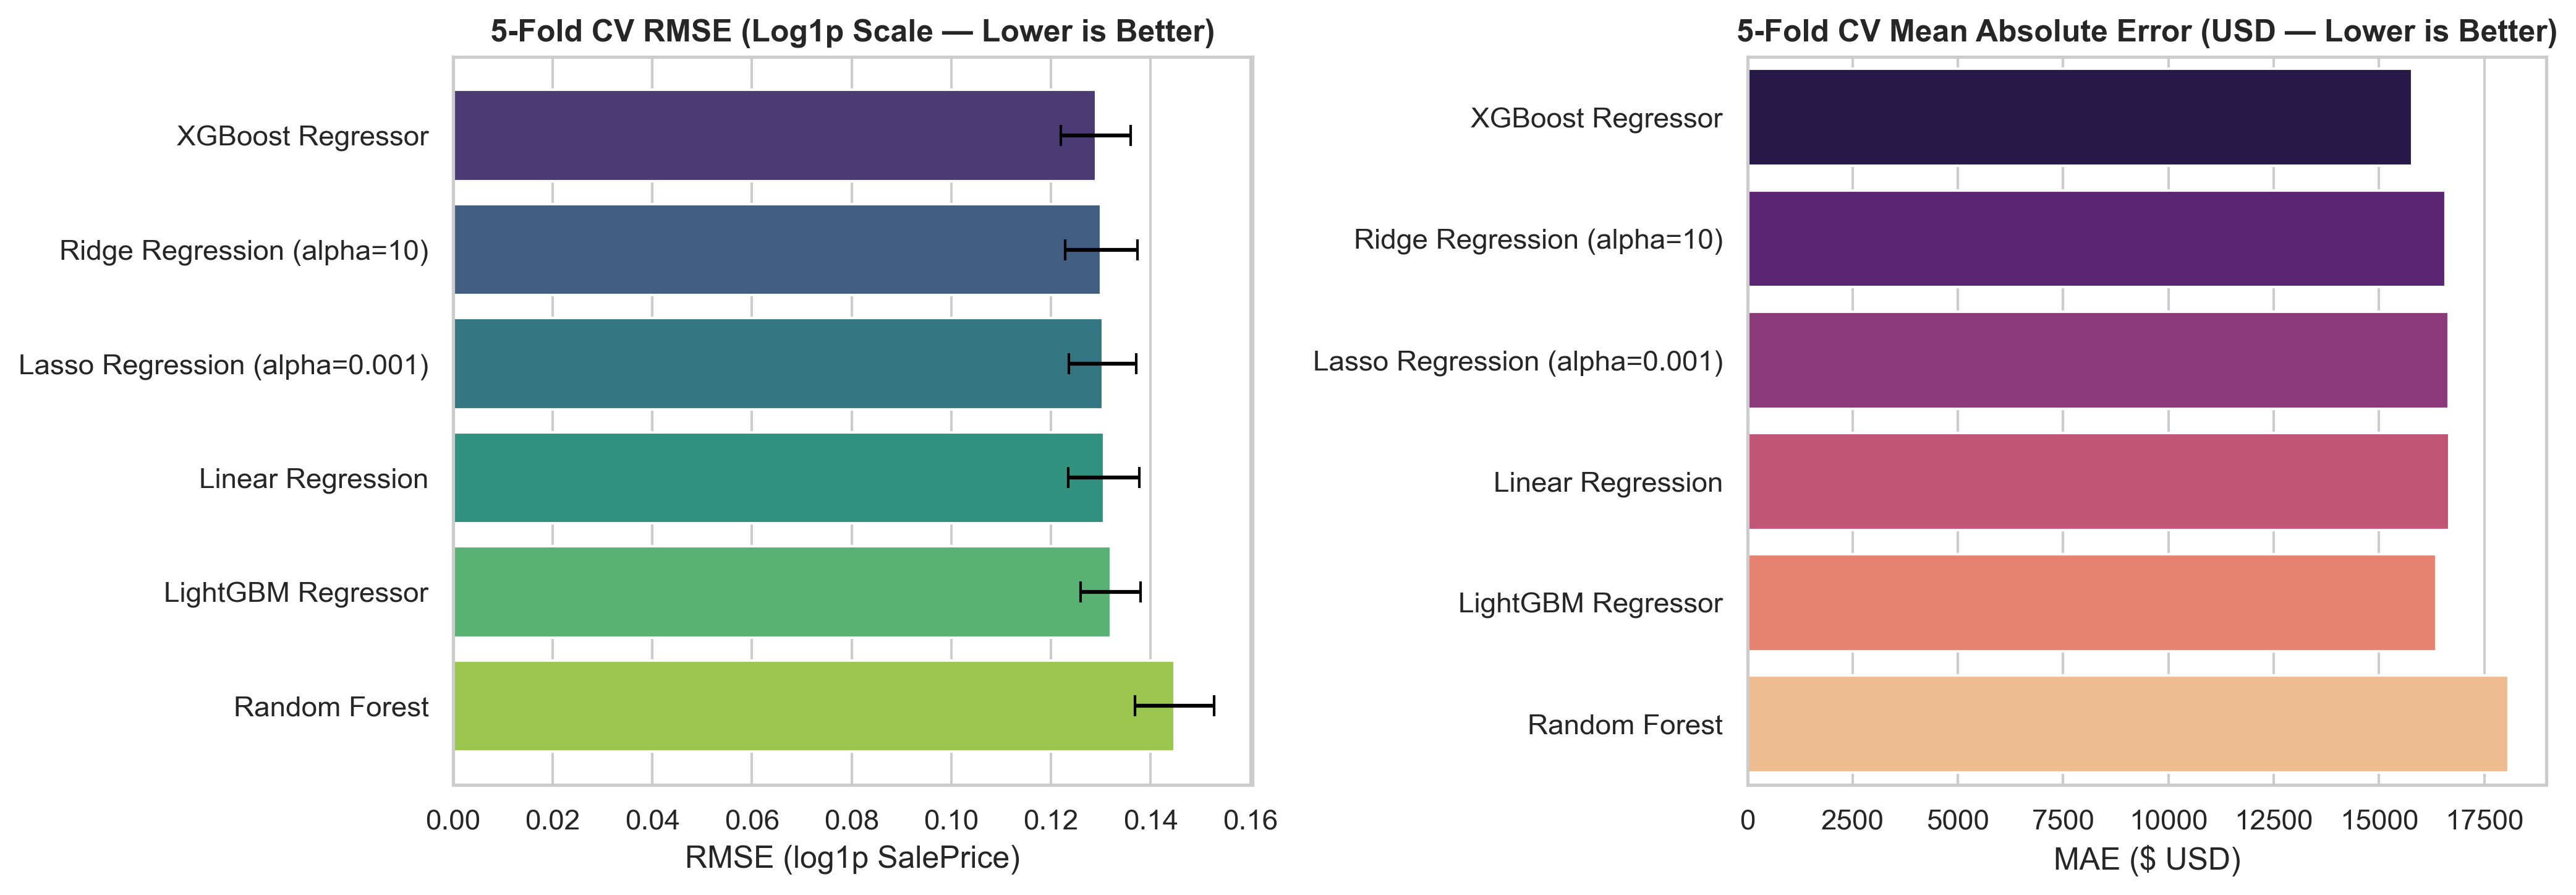 5-Fold CV RMSE (Log1p Scale — Lower is Better)
XGBoost Regressor
Ridge Regression (alpha=10)
Lasso Regression (alpha=0.001)
Linear Regression
LightGBM Regressor
Random Forest
0.00 0.02 0.04 0.06 0.08 0.10 0.12 0.14 0.16
RMSE (log1p SalePrice)
5-Fold CV Mean Absolute Error (USD — Lower is Better)
XGBoost Regressor
Ridge Regression (alpha=10)
Lasso Regression (alpha=0.001)
Linear Regression
LightGBM Regressor
Random Forest
0 2500 5000 7500 10000 12500 15000 17500
MAE ($ USD)